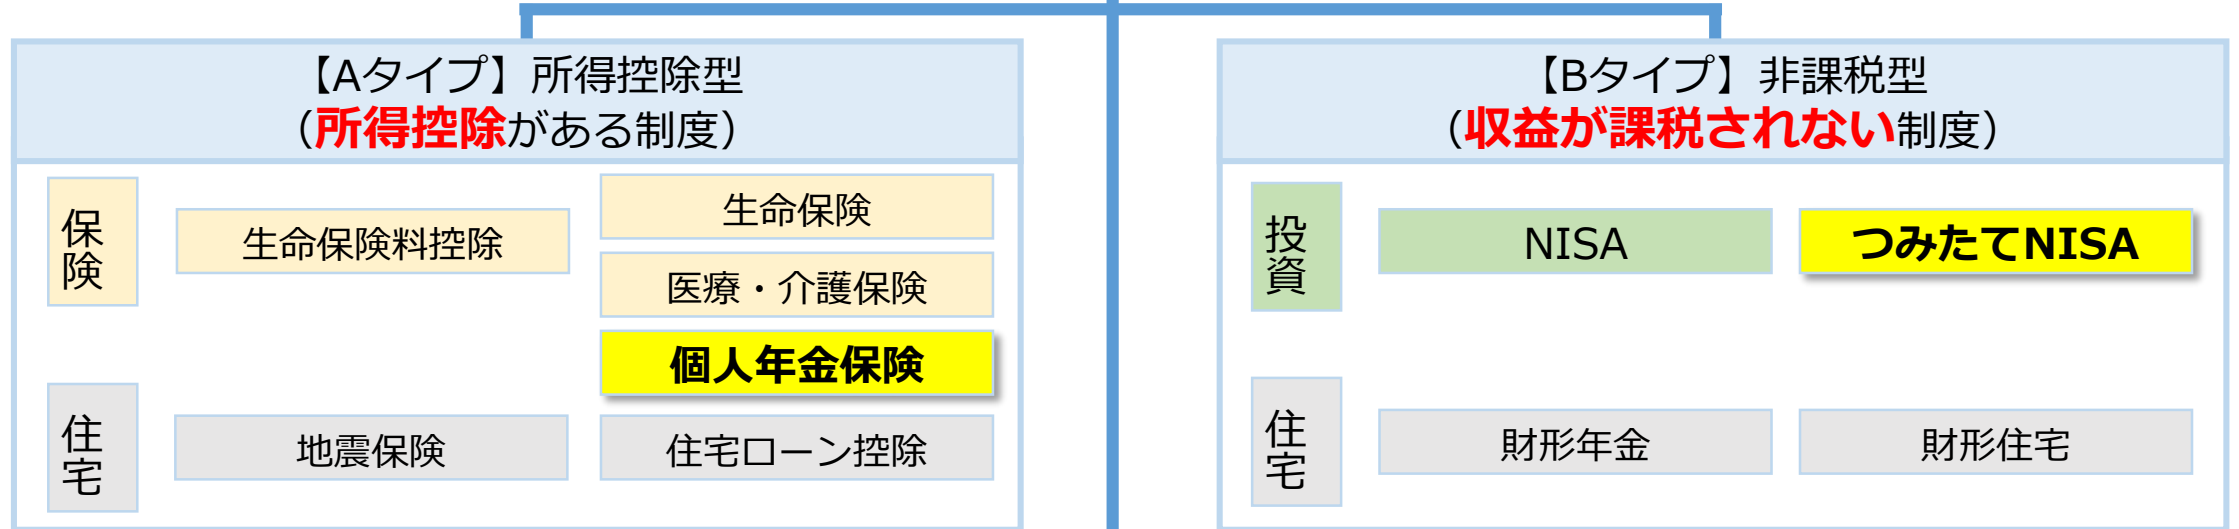 【Aタイプ】所得控除型
（所得控除がある制度）
保険
生命保険料控除
生命保険
医療・介護保険
個人年金保険
住宅
地震保険
住宅ローン控除
【Bタイプ】非課税型
（収益が課税されない制度）
投資
NISA
つみたてNISA
住宅
財形年金
財形住宅